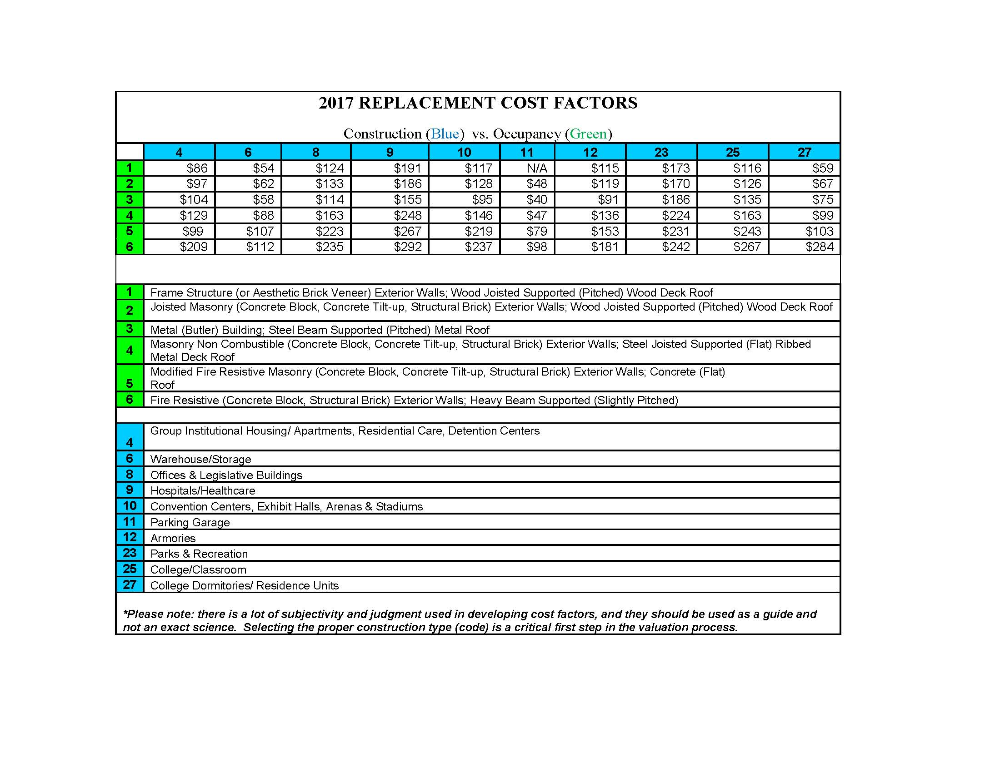 2017 REPLACEMENT COST FACTORS
Construction (Blue) vs. Occupancy (Green)
4 6 8 9 10 11 12 23 25 27
1 $86 $54 $124 $191 $117 N/A $115 $173 $116 $59
2 $97 $62 $133 $186 $128 $48 $119 $170 $126 $67
3 $104 $58 $114 $155 $95 $40 $91 $186 $135 $75
4 $129 $88 $163 $248 $146 $47 $136 $224 $163 $99
5 $99 $107 $223 $267 $219 $79 $153 $231 $243 $103
6 $209 $112 $235 $292 $237 $98 $181 $242 $267 $284
1 Frame Structure (or Aesthetic Brick Veneer) Exterior Walls; Wood Joisted Supported (Pitched) Wood Deck Roof
2 Joisted Masonry (Concrete Block, Concrete Tilt-up, Structural Brick) Exterior Walls; Wood Joisted Supported (Pitched) Wood Deck Roof
3 Metal (Butler) Building; Steel Beam Supported (Pitched) Metal Roof
4 Masonry Non Combustible (Concrete Block, Concrete Tilt-up, Structural Brick) Exterior Walls; Steel Joisted Supported (Flat) Ribbed
Metal Deck Roof
5 Modified Fire Resistive Masonry (Concrete Block, Concrete Tilt-up, Structural Brick) Exterior Walls; Concrete (Flat)
Roof
6 Fire Resistive (Concrete Block, Structural Brick) Exterior Walls; Heavy Beam Supported (Slightly Pitched)
4 Group Institutional Housing/ Apartments, Residential Care, Detention Centers
6 Warehouse/Storage
8 Offices & Legislative Buildings
9 Hospitals/Healthcare
10 Convention Centers, Exhibit Halls, Arenas & Stadiums
11 Parking Garage
12 Armories
23 Parks & Recreation
25 College/Classroom
27 College Dormitories/ Residence Units
*Please note: there is a lot of subjectivity and judgment used in developing cost factors, and they should be used as a guide and
not an exact science. Selecting the proper construction type (code) is a critical first step in the valuation process.